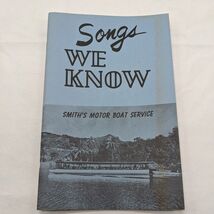 Songs
WE
KNOW
SMITH'S MOTOR BOAT SERVICE